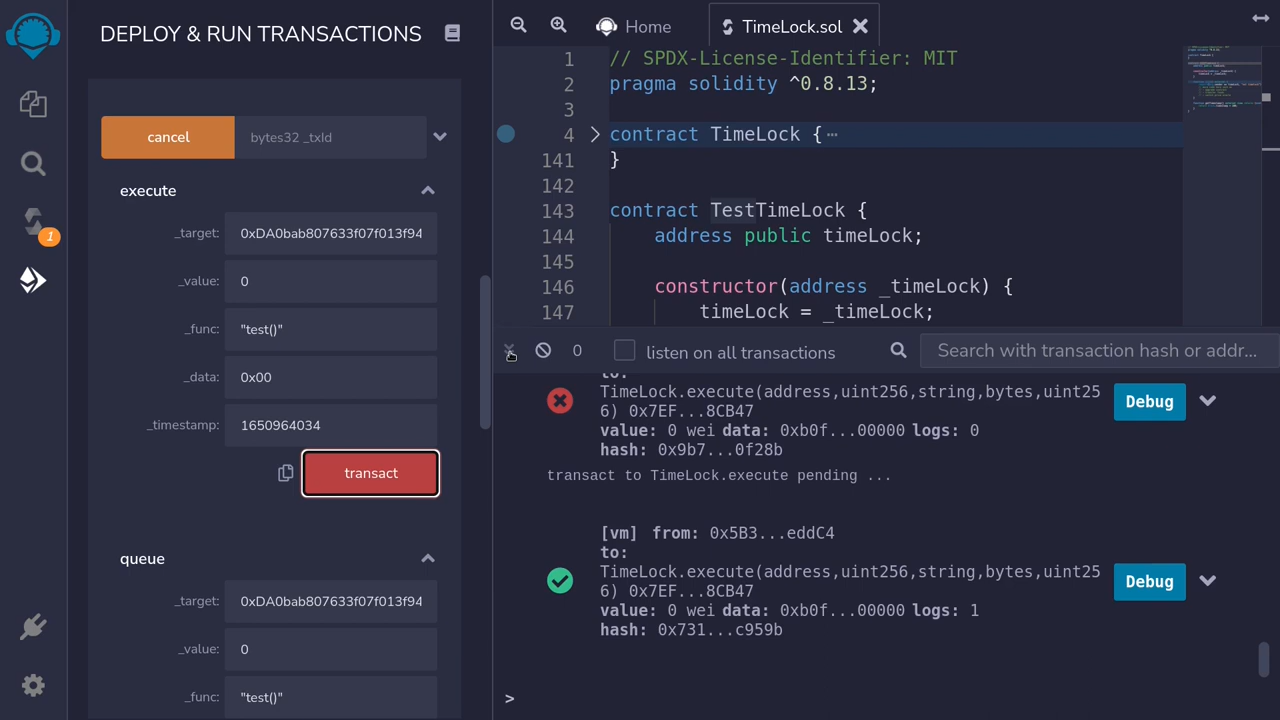 DEPLOY & RUN TRANSACTIONS
cancel
bytes32 _txId
execute
_target:
0xDA0bab807633f07f013f94
_value:
0
_func:
"test()"
_data:
0x00
_timestamp:
1650964034
transact
queue
_target:
0xDA0bab807633f07f013f94
_value:
0
_func:
"test()"
1
Home
TimeLock.sol
1 // SPDX-License-Identifier: MIT
2 pragma solidity ^0.8.13;
3
4 contract TimeLock { ⋯
141 }
142
143 contract TestTimeLock {
144 address public timeLock;
145
146 constructor(address _timeLock) {
147 timeLock = _timeLock;
0
listen on all transactions
Search with transaction hash or addr...
to:
TimeLock.execute(address,uint256,string,bytes,uint25
6) 0x7EF...8CB47
value: 0 wei data: 0xb0f...00000 logs: 0
hash: 0x9b7...0f28b
Debug
transact to TimeLock.execute pending ...
[vm] from: 0x5B3...eddC4
to:
TimeLock.execute(address,uint256,string,bytes,uint25
6) 0x7EF...8CB47
value: 0 wei data: 0xb0f...00000 logs: 1
hash: 0x731...c959b
Debug
>